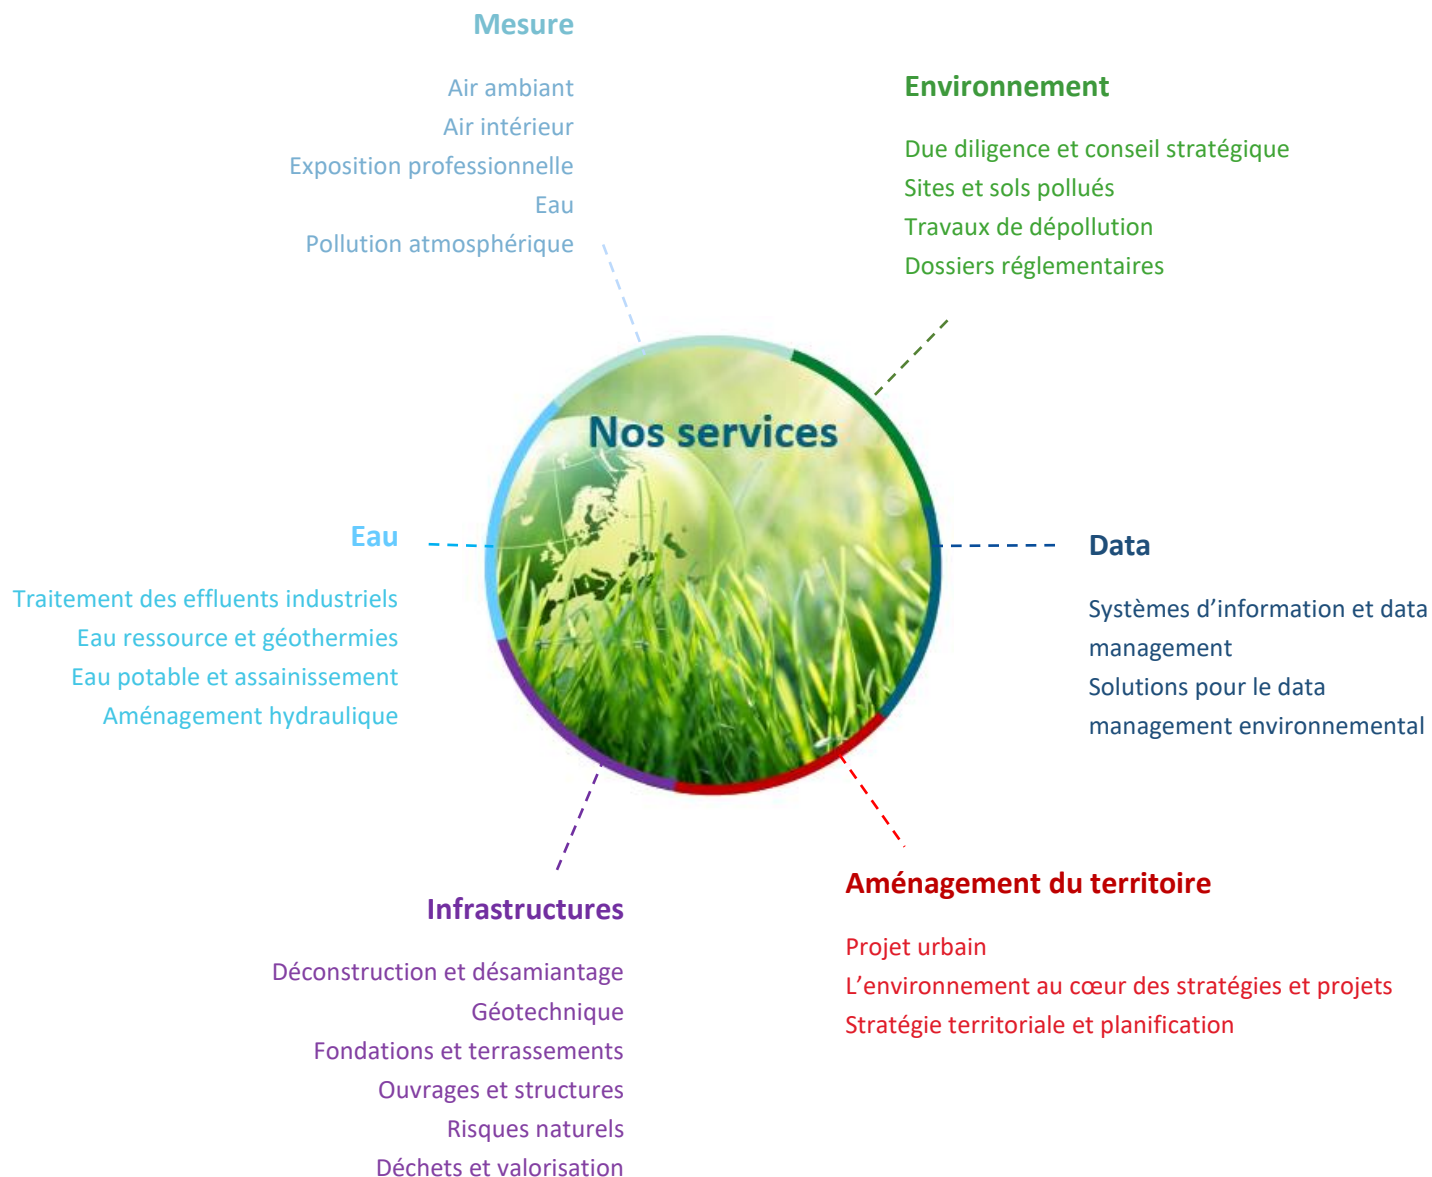 Mesure
Air ambiant
Air intérieur
Exposition professionnelle
Eau
Pollution atmosphérique
Environnement
Due diligence et conseil stratégique
Sites et sols pollués
Travaux de dépollution
Dossiers réglementaires
Nos services
Eau
Traitement des effluents industriels
Eau ressource et géothermies
Eau potable et assainissement
Aménagement hydraulique
Data
Systèmes d’information et data
management
Solutions pour le data
management environnemental
Infrastructures
Déconstruction et désamiantage
Géotechnique
Fondations et terrassements
Ouvrages et structures
Risques naturels
Déchets et valorisation
Aménagement du territoire
Projet urbain
L’environnement au cœur des stratégies et projets
Stratégie territoriale et planification